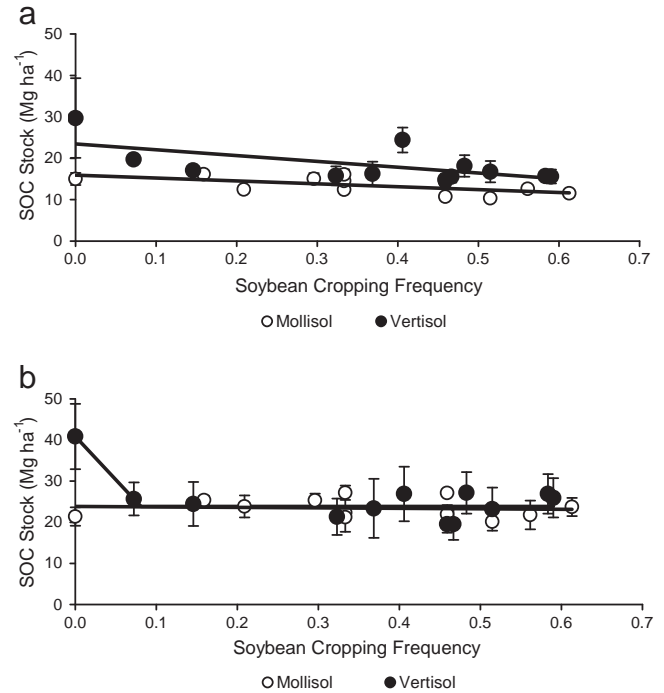 a
50
40
30
20
10
0
SOC Stock (Mg ha⁻¹)
0.0 0.1 0.2 0.3 0.4 0.5 0.6 0.7
Soybean Cropping Frequency
Mollisol Vertisol
b
50
40
30
20
10
0
SOC Stock (Mg ha⁻¹)
0.0 0.1 0.2 0.3 0.4 0.5 0.6 0.7
Soybean Cropping Frequency
Mollisol Vertisol